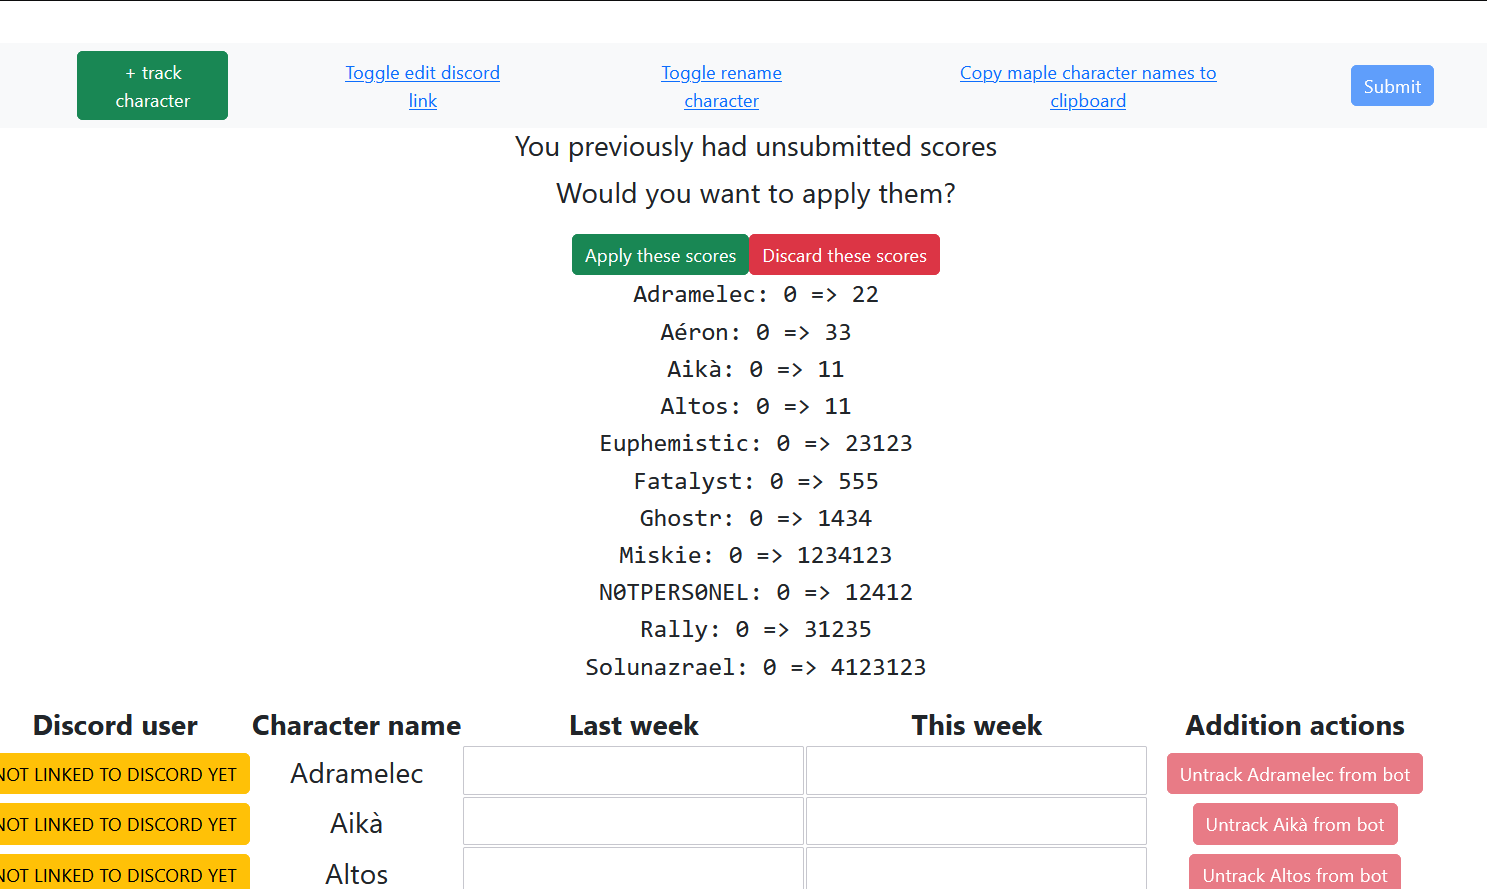 + track
character
Toggle edit discord
link
Toggle rename
character
Copy maple character names to
clipboard
Submit
You previously had unsubmitted scores
Would you want to apply them?
Apply these scores
Discard these scores
Adramelec: 0 => 22
Aéron: 0 => 33
Aikà: 0 => 11
Altos: 0 => 11
Euphemistic: 0 => 23123
Fatalyst: 0 => 555
Ghostr: 0 => 1434
Miskie: 0 => 1234123
N0TPERS0NEL: 0 => 12412
Rally: 0 => 31235
Solunazrael: 0 => 4123123
Discord user Character name Last week This week Addition actions
NOT LINKED TO DISCORD YET Adramelec Untrack Adramelec from bot
NOT LINKED TO DISCORD YET Aikà Untrack Aikà from bot
NOT LINKED TO DISCORD YET Altos Untrack Altos from bot